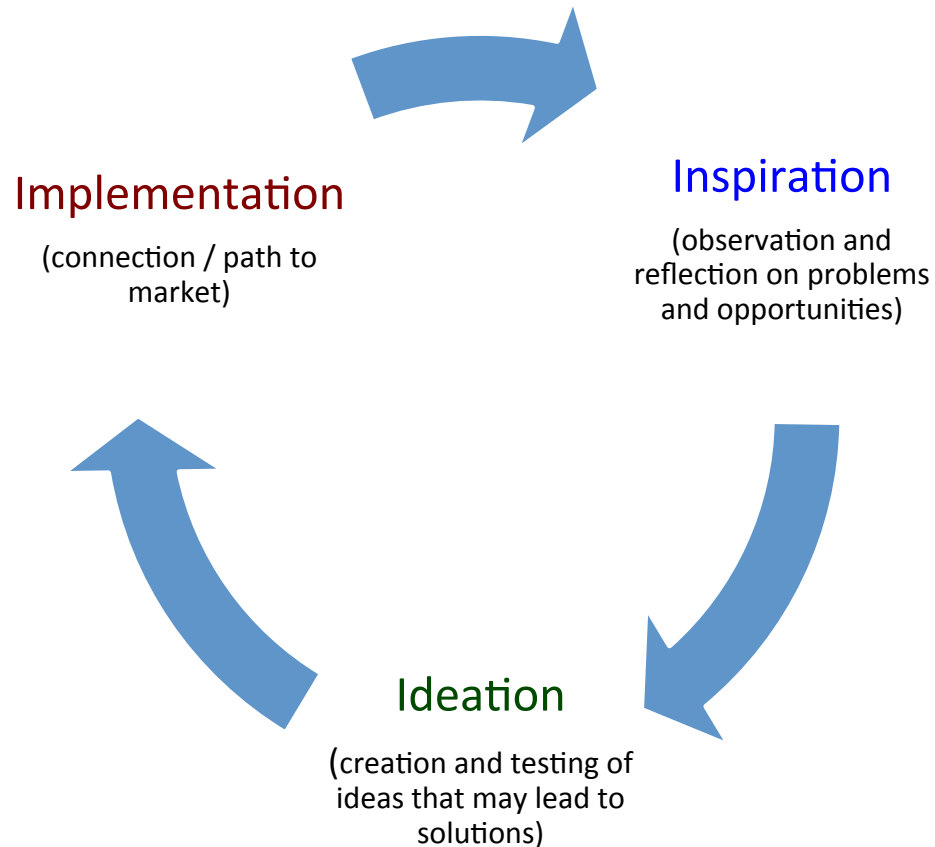 Implementation
(connection / path to
market)
Inspiration
(observation and
reflection on problems
and opportunities)
Ideation
(creation and testing of
ideas that may lead to
solutions)